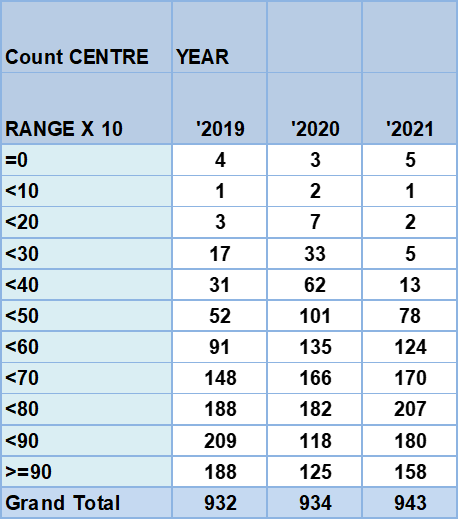 Count CENTRE YEAR
RANGE X 10 '2019 '2020 '2021
=0 4 3 5
<10 1 2 1
<20 3 7 2
<30 17 33 5
<40 31 62 13
<50 52 101 78
<60 91 135 124
<70 148 166 170
<80 188 182 207
<90 209 118 180
>=90 188 125 158
Grand Total 932 934 943